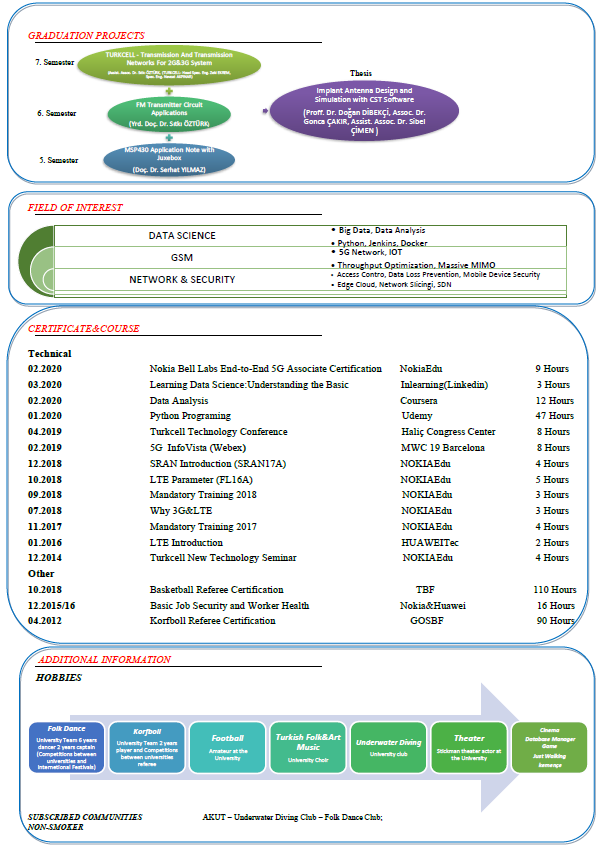 GRADUATION PROJECTS
7. Semester
TURKCELL - Transmission And Transmission
Networks For 2G&3G System
6. Semester
FM Transmitter Circuit
Applications
(Yrd. Doç. Dr. Sıtkı ÖZTÜRK)
5. Semester
MSP430 Application Note with
Juxebox
(Doç. Dr. Serhat YILMAZ)
Thesis
Implant Antenna Design and
Simulation with CST Software
(Proff. Dr. Doğan DİBEKÇİ, Assoc. Dr.
Gonca ÇAKIR, Assist. Assoc. Dr. Sibel
ÇİMEN )
FIELD OF INTEREST
DATA SCIENCE
• Big Data, Data Analysis
• Python, Jenkins, Docker
GSM
• 5G Network, IOT
• Throughput Optimization, Massive MIMO
NETWORK & SECURITY
• Access Contro, Data Loss Prevention, Mobile Device Security
• Edge Cloud, Network Slicingi, SDN
CERTIFICATE&COURSE
Technical
02.2020 Nokia Bell Labs End-to-End 5G Associate Certification NokiaEdu 9 Hours
03.2020 Learning Data Science:Understanding the Basic Inlearning(Linkedin) 3 Hours
02.2020 Data Analysis Coursera 12 Hours
01.2020 Python Programing Udemy 47 Hours
04.2019 Turkcell Technology Conference Haliç Congress Center 8 Hours
02.2019 5G InfoVista (Webex) MWC 19 Barcelona 8 Hours
12.2018 SRAN Introduction (SRAN17A) NOKIAEdu 4 Hours
10.2018 LTE Parameter (FL16A) NOKIAEdu 5 Hours
09.2018 Mandatory Training 2018 NOKIAEdu 3 Hours
07.2018 Why 3G&LTE NOKIAEdu 3 Hours
11.2017 Mandatory Training 2017 NOKIAEdu 4 Hours
01.2016 LTE Introduction HUAWEITec 2 Hours
12.2014 Turkcell New Technology Seminar NOKIAEdu 4 Hours
Other
10.2018 Basketball Referee Certification TBF 110 Hours
12.2015/16 Basic Job Security and Worker Health Nokia&Huawei 16 Hours
04.2012 Korfboll Referee Certification GOSBF 90 Hours
ADDITIONAL INFORMATION
HOBBIES
Folk Dance
University Team 6 years
dancer 2 years captain
(Competitions between
universities and
International Festivals)
Korfboll
University Team 2 years
player and Competitions
between universities
referee
Football
Amateur at the
University
Turkish Folk&Art
Music
University Choir
Underwater Diving
University club
Theater
Stickman theater actor at
the University
Cinema
Database Manager
Game
Just Walking
kemençe
SUBSCRIBED COMMUNITIES AKUT – Underwater Diving Club – Folk Dance Club;
NON-SMOKER